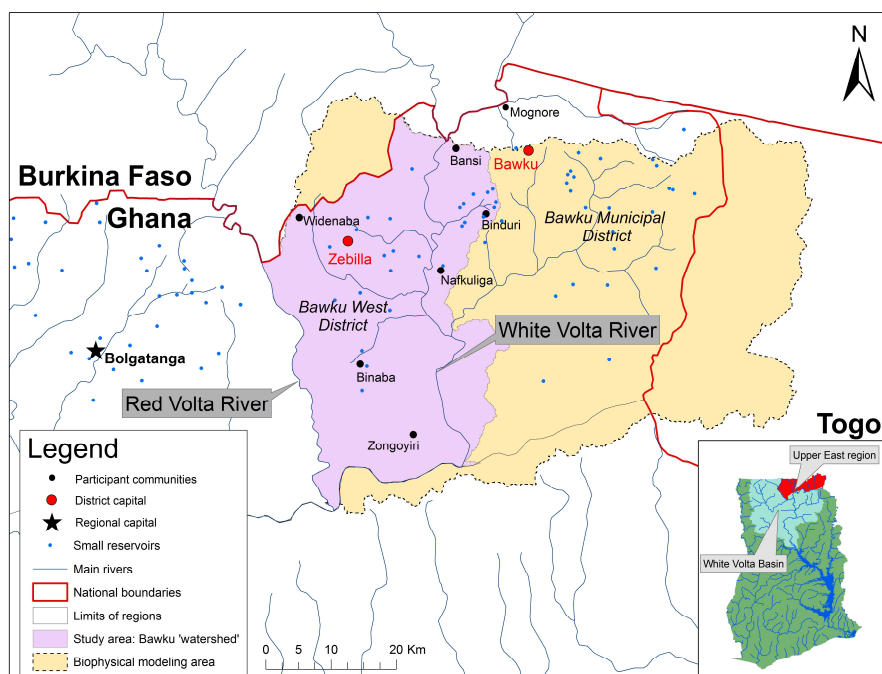 N
Mognore
Bansi
Bawku
Burkina Faso
Ghana
Widenaba
Binduri
Bawku Municipal
District
Zebilla
Nafkuliga
Bawku West
District
White Volta River
Bolgatanga
Binaba
Red Volta River
Zongoyiri
Togo
Legend
Participant communities
District capital
Regional capital
Small reservoirs
Main rivers
National boundaries
Limits of regions
Study area: Bawku 'watershed'
Biophysical modeling area
0 5 10 20 Km
Upper East region
White Volta Basin